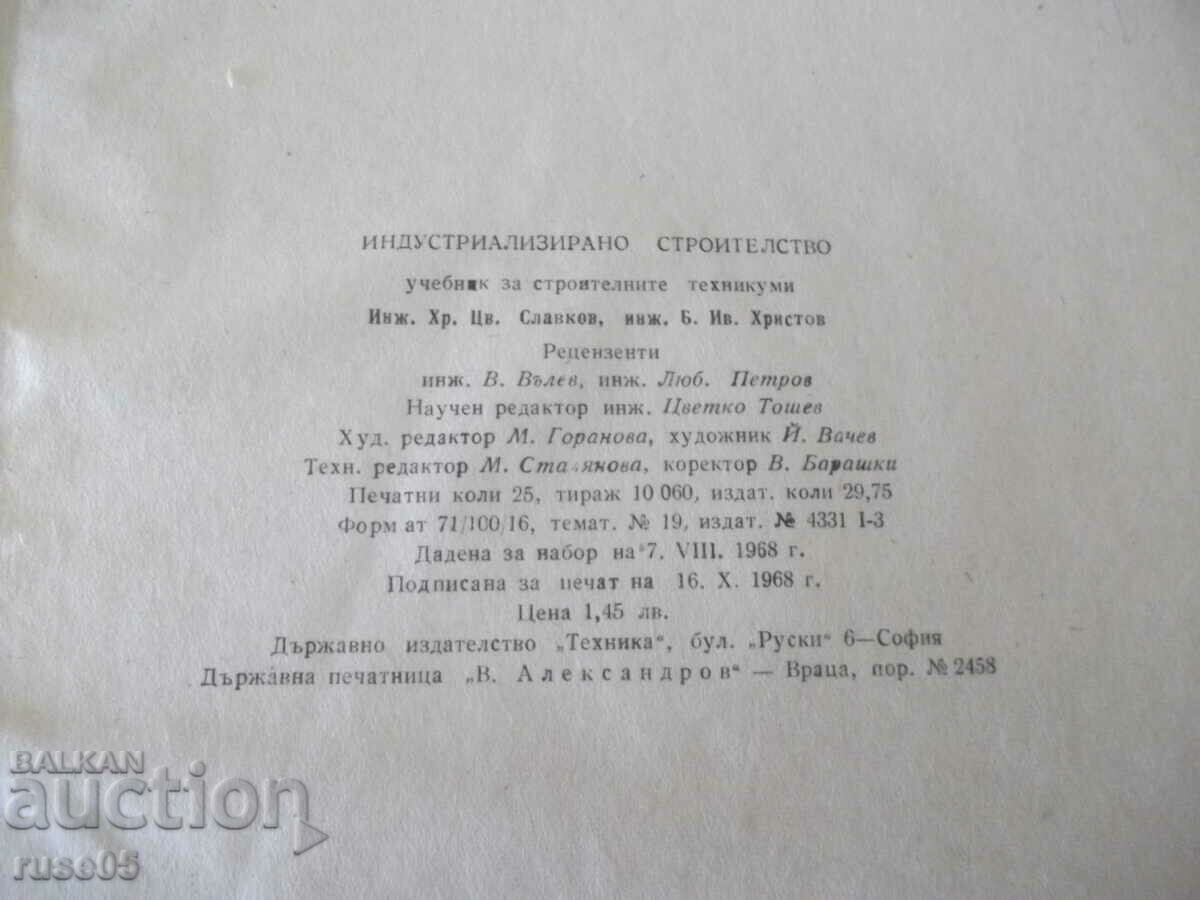 ИНДУСТРИАЛИЗИРАНО СТРОИТЕЛСТВО
учебник за строителните техникуми
Инж. Хр. Цв. Славков, инж. Б. Ив. Христов
Рецензенти
инж. В. Вълев, инж. Люб. Петров
Научен редактор инж. Цветко Тошев
Худ. редактор М. Горанова, художник Й. Вачев
Техн. редактор М. коректор В. Барашки
Печатни коли 25, тираж 10 060, издат. коли 29,75
Формат 71/100/16, темат. № 19, издат. № 4331 I-3
Дадена за набор на 7. VIII. 1968 г.
Подписана за печат на 16. X. 1968 г.
Цена 1,45 лв.
Държавно издателство „Техника“, бул. „Руски“ 6—София
Държавна печатница „В. Александров“ — Враца, пор. № 2458
BALKAN
auction
ruse05